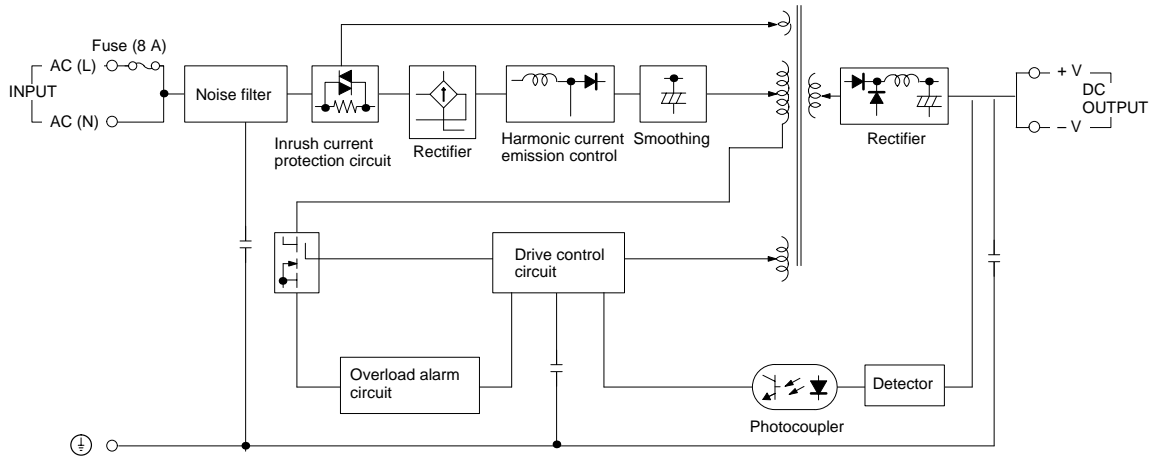 Fuse (8 A)
AC (L)
INPUT
AC (N)
Noise filter
Inrush current
protection circuit
Rectifier
Harmonic current
emission control
Smoothing
Rectifier
+ V
DC
OUTPUT
– V
Drive control
circuit
Overload alarm
circuit
Photocoupler
Detector